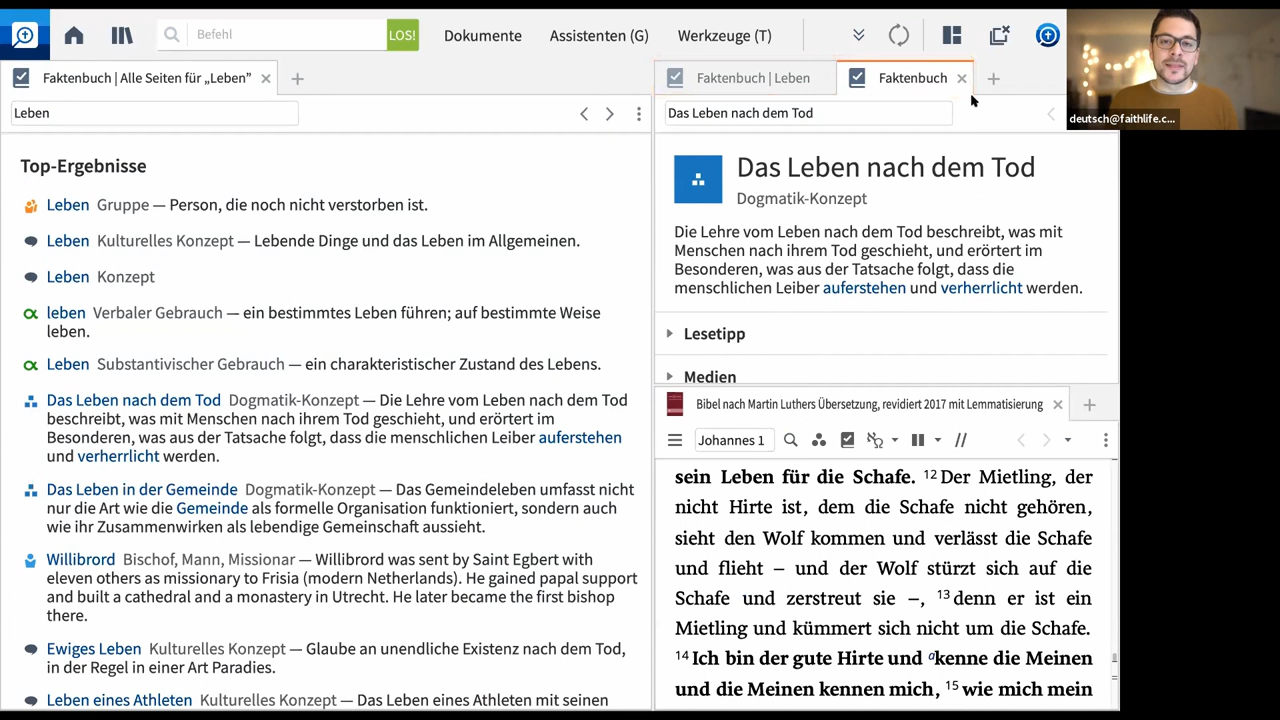 Befehl
LOS!
Dokumente
Assistenten (G)
Werkzeuge (T)
deutsch@faithlife.c...
Faktenbuch | Alle Seiten für „Leben”
Leben
Top-Ergebnisse
Leben Gruppe — Person, die noch nicht verstorben ist.
Leben Kulturelles Konzept — Lebende Dinge und das Leben im Allgemeinen.
Leben Konzept
leben Verbaler Gebrauch — ein bestimmtes Leben führen; auf bestimmte Weise
leben.
Leben Substantivischer Gebrauch — ein charakteristischer Zustand des Lebens.
Das Leben nach dem Tod Dogmatik-Konzept — Die Lehre vom Leben nach dem Tod
beschreibt, was mit Menschen nach ihrem Tod geschieht, und erörtert im
Besonderen, was aus der Tatsache folgt, dass die menschlichen Leiber auferstehen
und verherrlicht werden.
Das Leben in der Gemeinde Dogmatik-Konzept — Das Gemeindeleben umfasst nicht
nur die Art wie die Gemeinde als formelle Organisation funktioniert, sondern auch
wie ihr Zusammenwirken als lebendige Gemeinschaft aussieht.
Willibrord Bischof, Mann, Missionar — Willibrord was sent by Saint Egbert with
eleven others as missionary to Frisia (modern Netherlands). He gained papal support
and built a cathedral and a monastery in Utrecht. He later became the first bishop
there.
Ewiges Leben Kulturelles Konzept — Glaube an unendliche Existenz nach dem Tod,
in der Regel in einer Art Paradies.
Leben eines Athleten Kulturelles Konzept — Das Leben eines Athleten mit seinen
Faktenbuch | Leben
Faktenbuch
Das Leben nach dem Tod
Das Leben nach dem Tod
Dogmatik-Konzept
Die Lehre vom Leben nach dem Tod beschreibt, was mit
Menschen nach ihrem Tod geschieht, und erörtert im
Besonderen, was aus der Tatsache folgt, dass die
menschlichen Leiber auferstehen und verherrlicht werden.
Lesetipp
Medien
Bibel nach Martin Luthers Übersetzung, revidiert 2017 mit Lemmatisierung
Johannes 1
sein Leben für die Schafe. 12 Der Mietling, der
nicht Hirte ist, dem die Schafe nicht gehören,
sieht den Wolf kommen und verlässt die Schafe
und flieht – und der Wolf stürzt sich auf die
Schafe und zerstreut sie –, 13 denn er ist ein
Mietling und kümmert sich nicht um die Schafe.
14 Ich bin der gute Hirte und a kenne die Meinen
und die Meinen kennen mich, 15 wie mich mein